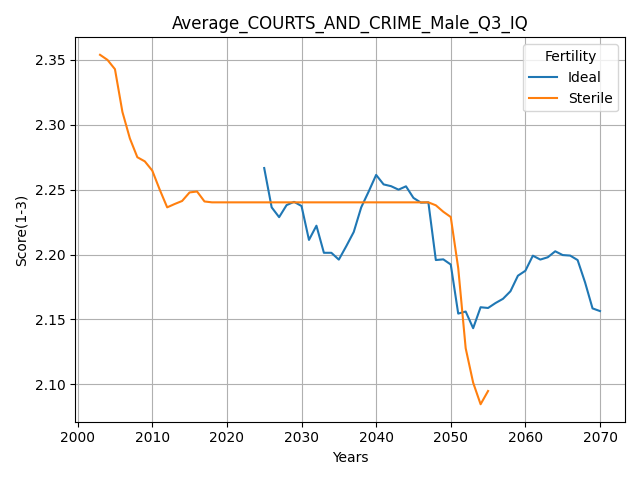 Average_COURTS_AND_CRIME_Male_Q3_IQ
Score(1-3)
2.35
2.30
2.25
2.20
2.15
2.10
Fertility
Ideal
Sterile
2000 2010 2020 2030 2040 2050 2060 2070
Years